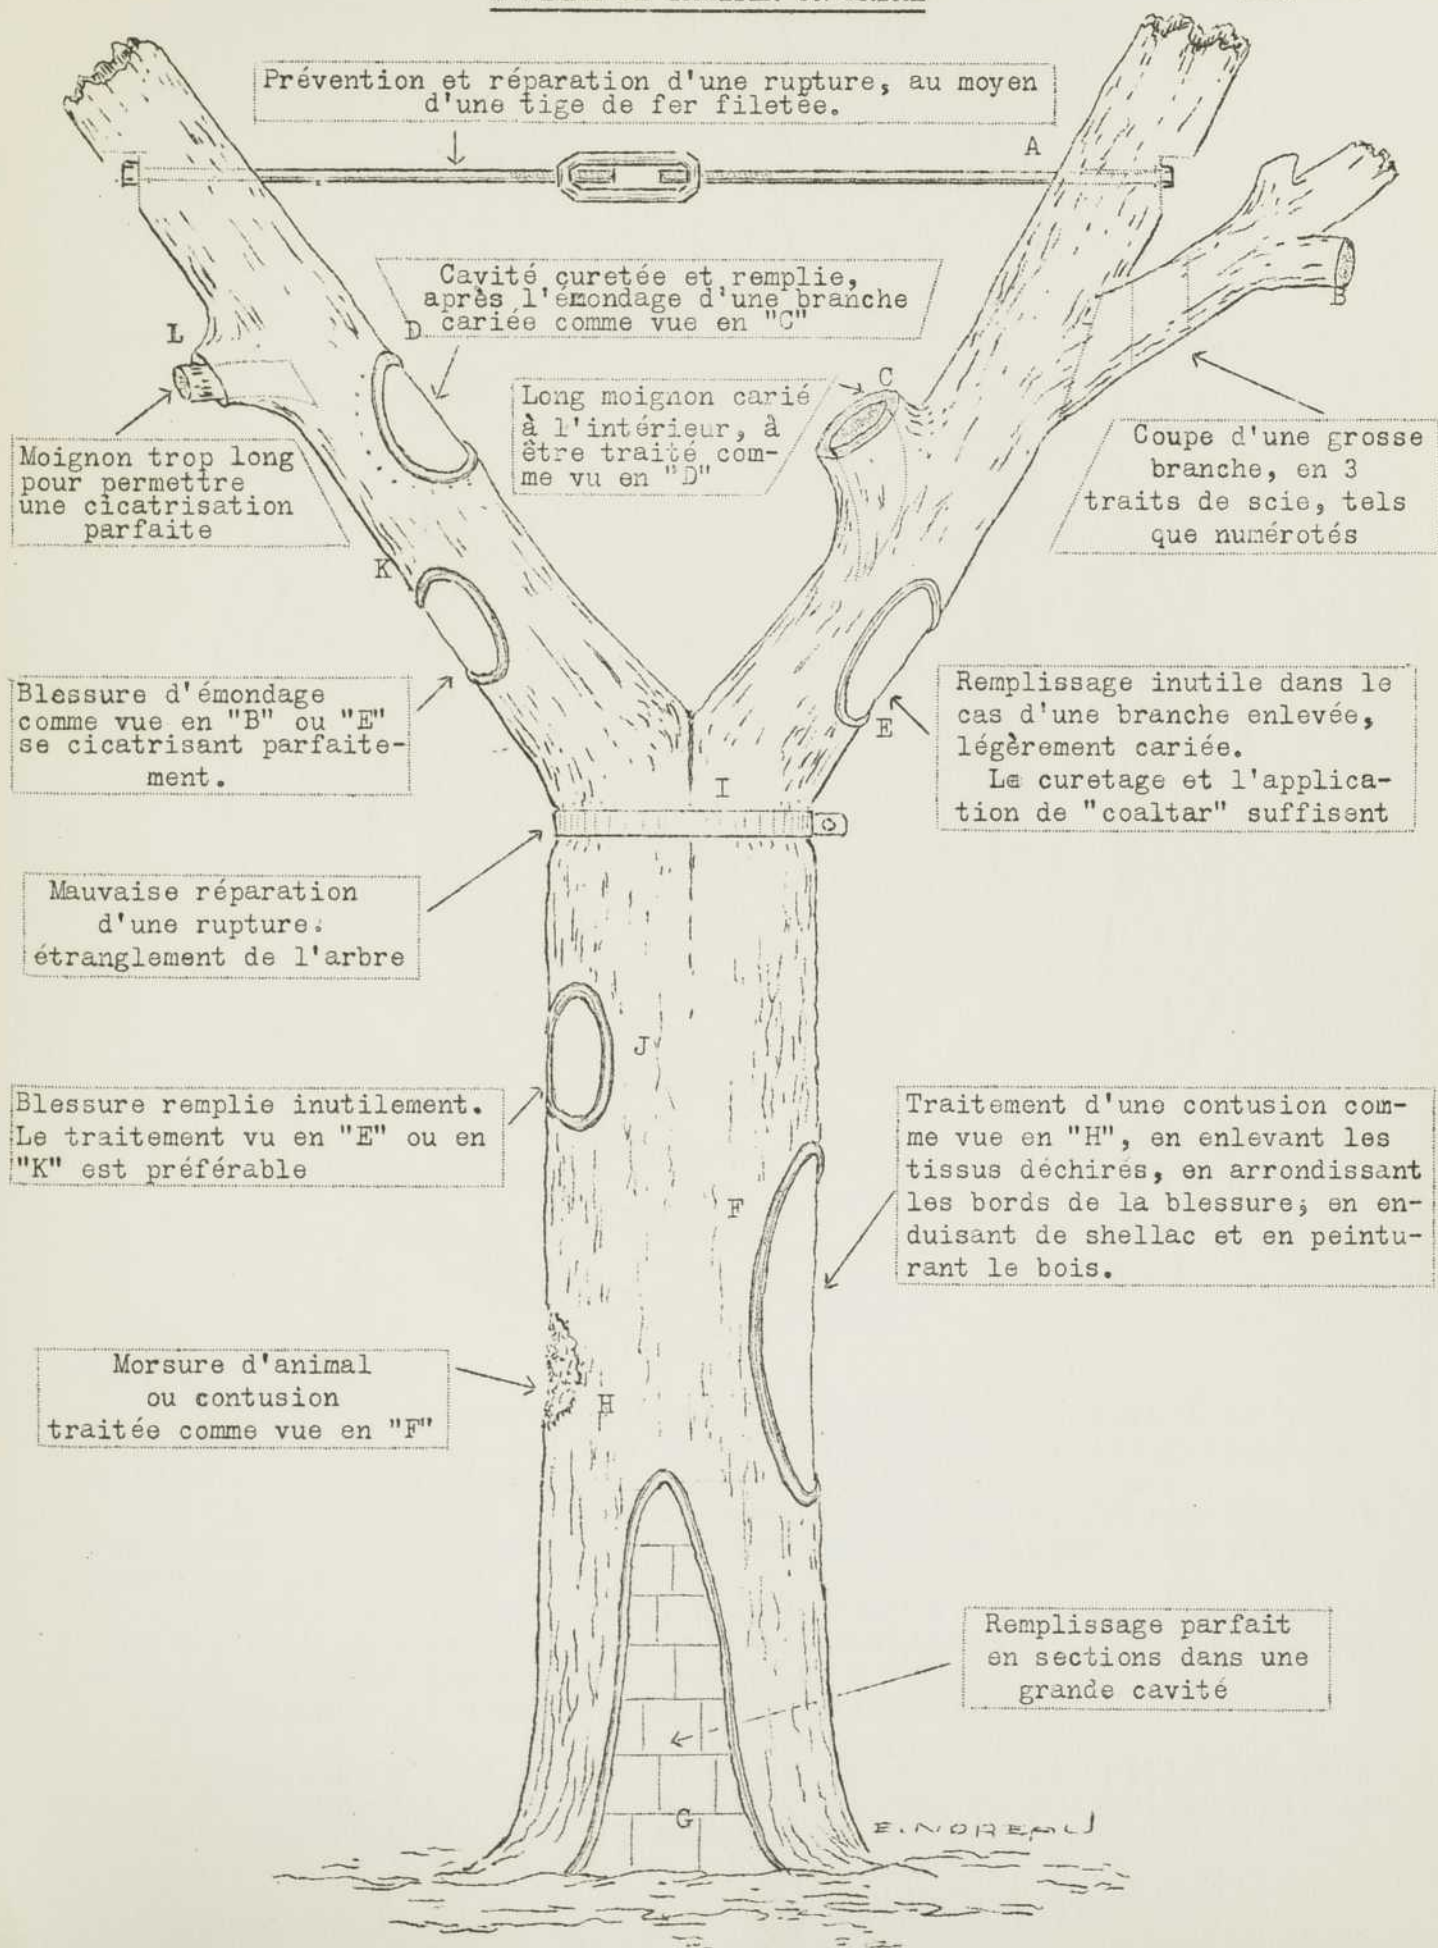 Prévention et réparation d'une rupture, au moyen
d'une tige de fer filetée.
A
Cavité curetée et remplie,
après l'émondage d'une branche
cariée comme vue en "C"
D
B
L
C
Long moignon carié
à l'intérieur, à
être traité com-
me vu en "D"
Moignon trop long
pour permettre
une cicatrisation
parfaite
Coupe d'une grosse
branche, en 3
traits de scie, tels
que numérotés
K
Blessure d'émondage
comme vue en "B" ou "E"
se cicatrisant parfaite-
ment.
Remplissage inutile dans le
cas d'une branche enlevée,
légèrement cariée.
Le curetage et l'applica-
tion de "coaltar" suffisent
E
I
Mauvaise réparation
d'une rupture:
étranglement de l'arbre
J
Blessure remplie inutilement.
Le traitement vu en "E" ou en
"K" est préférable
Traitement d'une contusion com-
me vue en "H", en enlevant les
tissus déchirés, en arrondissant
les bords de la blessure; en en-
duisant de shellac et en peintu-
rant le bois.
F
Morsure d'animal
ou contusion
traitée comme vue en "F"
H
Remplissage parfait
en sections dans une
grande cavité
G
E. NOREAU